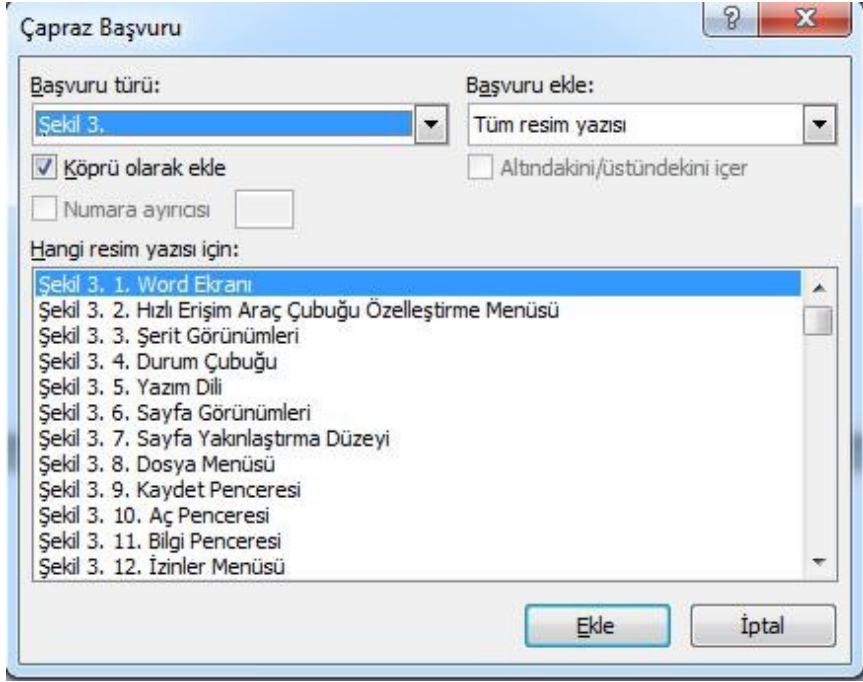 Çapraz Başvuru
Başvuru türü:
Başvuru ekle:
Şekil 3.
Tüm resim yazısı
Köprü olarak ekle
Altındakini/üstündekini içer
Numara ayırıcısı
Hangi resim yazısı için:
Şekil 3. 1. Word Ekranı
Şekil 3. 2. Hızlı Erişim Araç Çubuğu Özelleştirme Menüsü
Şekil 3. 3. Şerit Görünümleri
Şekil 3. 4. Durum Çubuğu
Şekil 3. 5. Yazım Dili
Şekil 3. 6. Sayfa Görünümleri
Şekil 3. 7. Sayfa Yakınlaştırma Düzeyi
Şekil 3. 8. Dosya Menüsü
Şekil 3. 9. Kaydet Penceresi
Şekil 3. 10. Aç Penceresi
Şekil 3. 11. Bilgi Penceresi
Şekil 3. 12. İzinler Menüsü
Ekle
İptal